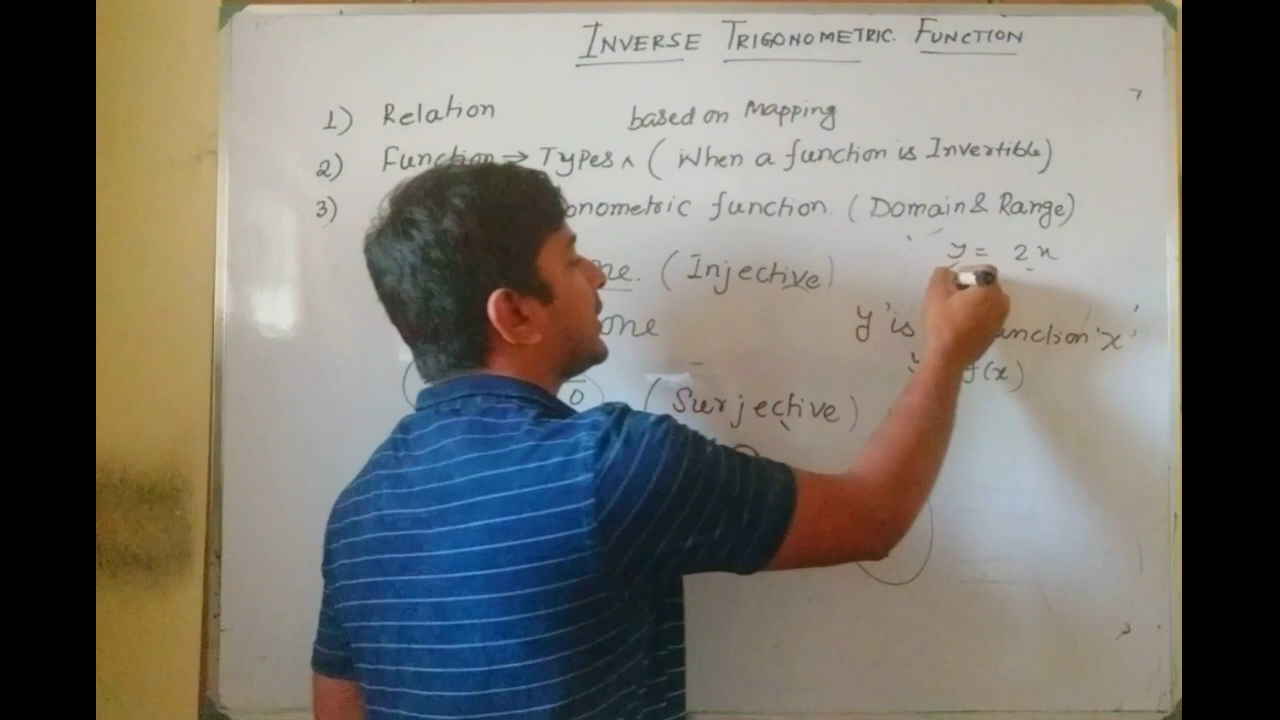 INVERSE TRIGONOMETRIC FUNCTION
1) Relation
based on Mapping
2) Function → Types ^ (When a function is Invertible)
3) onometric function. (Domain & Range)
y = 2x
ne. (Injective)
one
y is unction 'x'
f(x)
(Surjective)